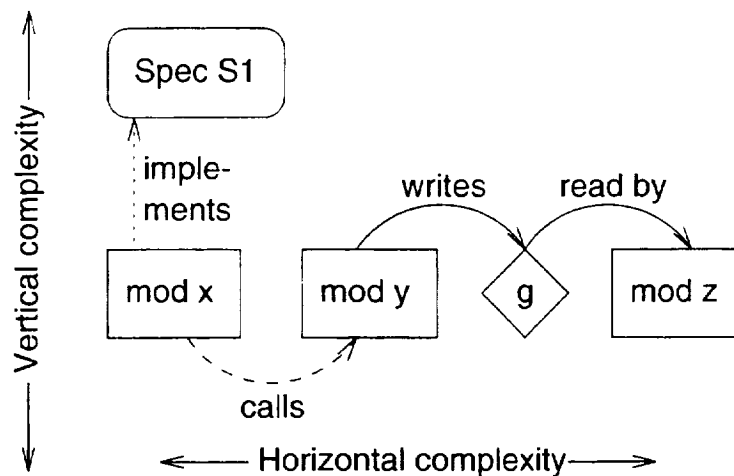 Spec S1
imple-
ments
writes
read by
mod x
mod y
g
mod z
calls
Vertical complexity
Horizontal complexity